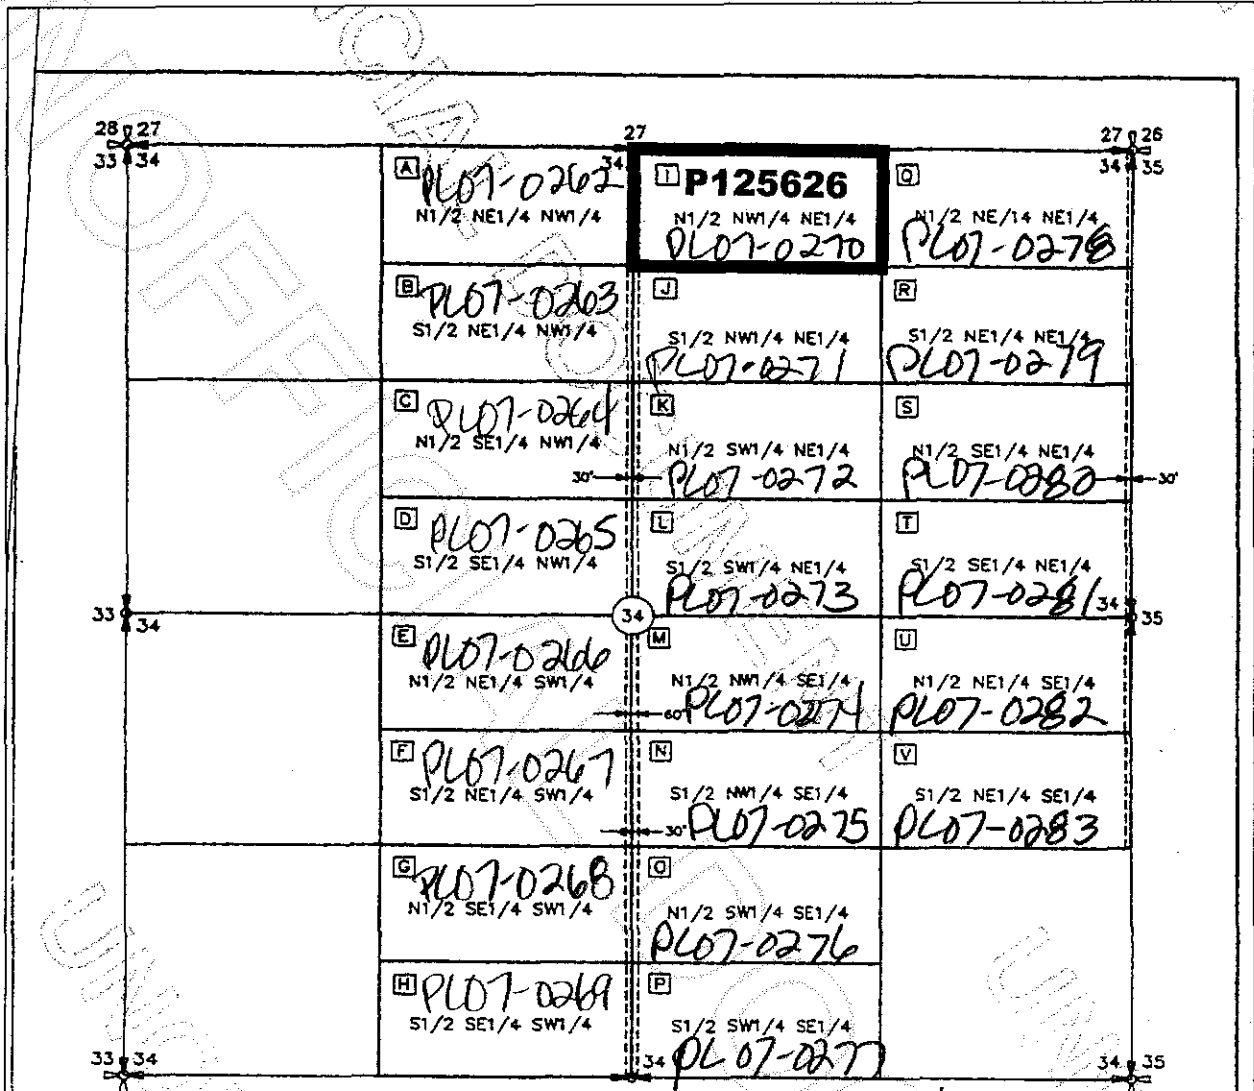 28 27
27
27 26
33 34
34
34 35
A PL07-0262
N1/2 NE1/4 NW1/4
I P125626
N1/2 NW1/4 NE1/4
PL07-0270
Q
N1/2 NE/14 NE1/4
PL07-0278
B PL07-0263
S1/2 NE1/4 NW1/4
J
S1/2 NW1/4 NE1/4
PL07-0271
R
S1/2 NE1/4 NE1/4
PL07-0279
C PL07-0264
N1/2 SE1/4 NW1/4
30'
K
N1/2 SW1/4 NE1/4
PL07-0272
S
N1/2 SE1/4 NE1/4
30'
D PL07-0265
S1/2 SE1/4 NW1/4
L
S1/2 SW1/4 NE1/4
PL07-0273
T
S1/2 SE1/4 NE1/4
PL07-0281
34
33
34
34
35
E PL07-0266
N1/2 NE1/4 SW1/4
M
N1/2 NW1/4 SE1/4
60' PL07-0274
U
N1/2 NE1/4 SE1/4
PL07-0282
F PL07-0267
S1/2 NE1/4 SW1/4
N
S1/2 NW1/4 SE1/4
30' PL07-0275
V
S1/2 NE1/4 SE1/4
PL07-0283
G PL07-0268
N1/2 SE1/4 SW1/4
O
N1/2 SW1/4 SE1/4
PL07-0276
H PL07-0269
S1/2 SE1/4 SW1/4
P
S1/2 SW1/4 SE1/4
PL07-0277
33 34
34
34 35
UNOFFICIAL DOCUMENT